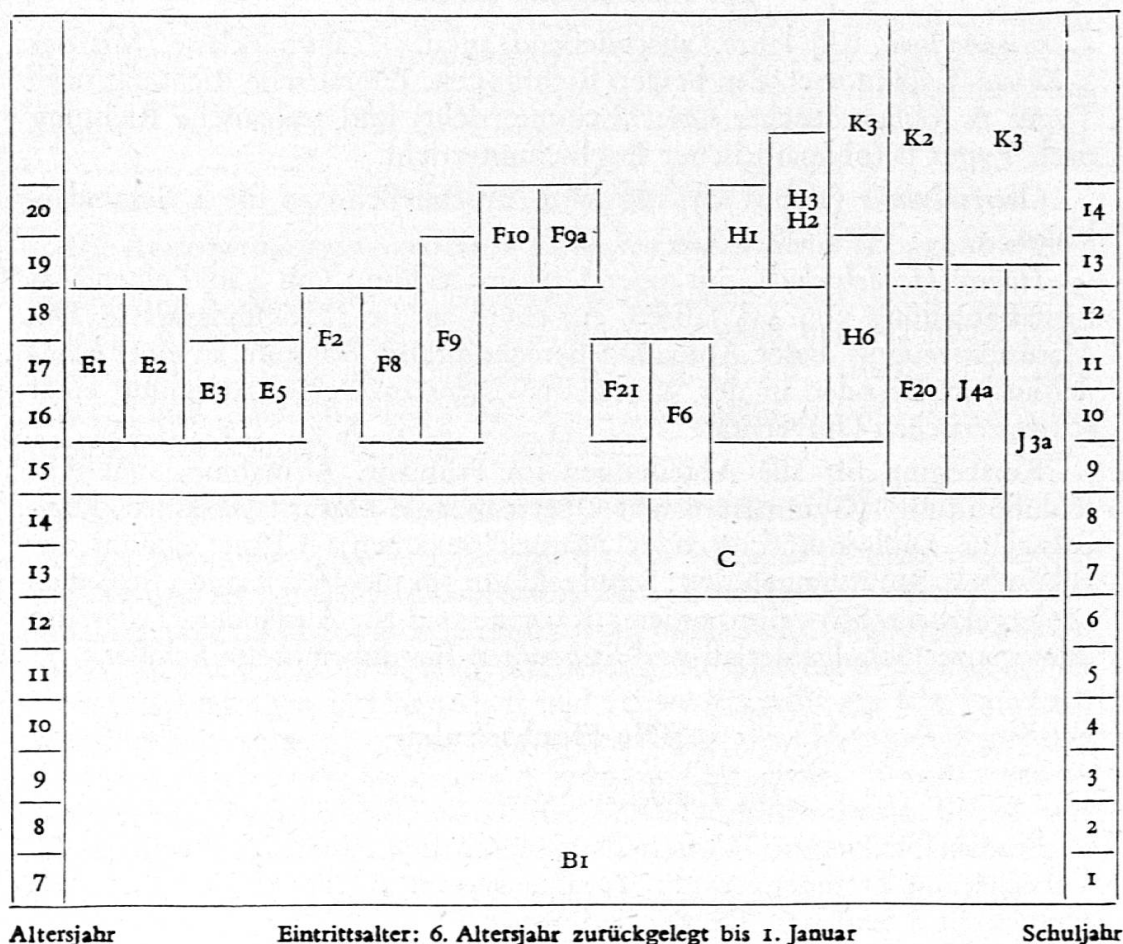 K3 K2 K3
20 F10 F9a H1 H3 14
H2
19 13
18 F2 F8 F9 H6 12
17 E1 E2 E3 E5 F21 F20 J4a 11
16 F6 10
J3a
15 9
14 8
13 C 7
12 6
11 5
10 4
9 3
8 2
7 B1 1
Altersjahr Eintrittsalter: 6. Altersjahr zurückgelegt bis 1. Januar Schuljahr